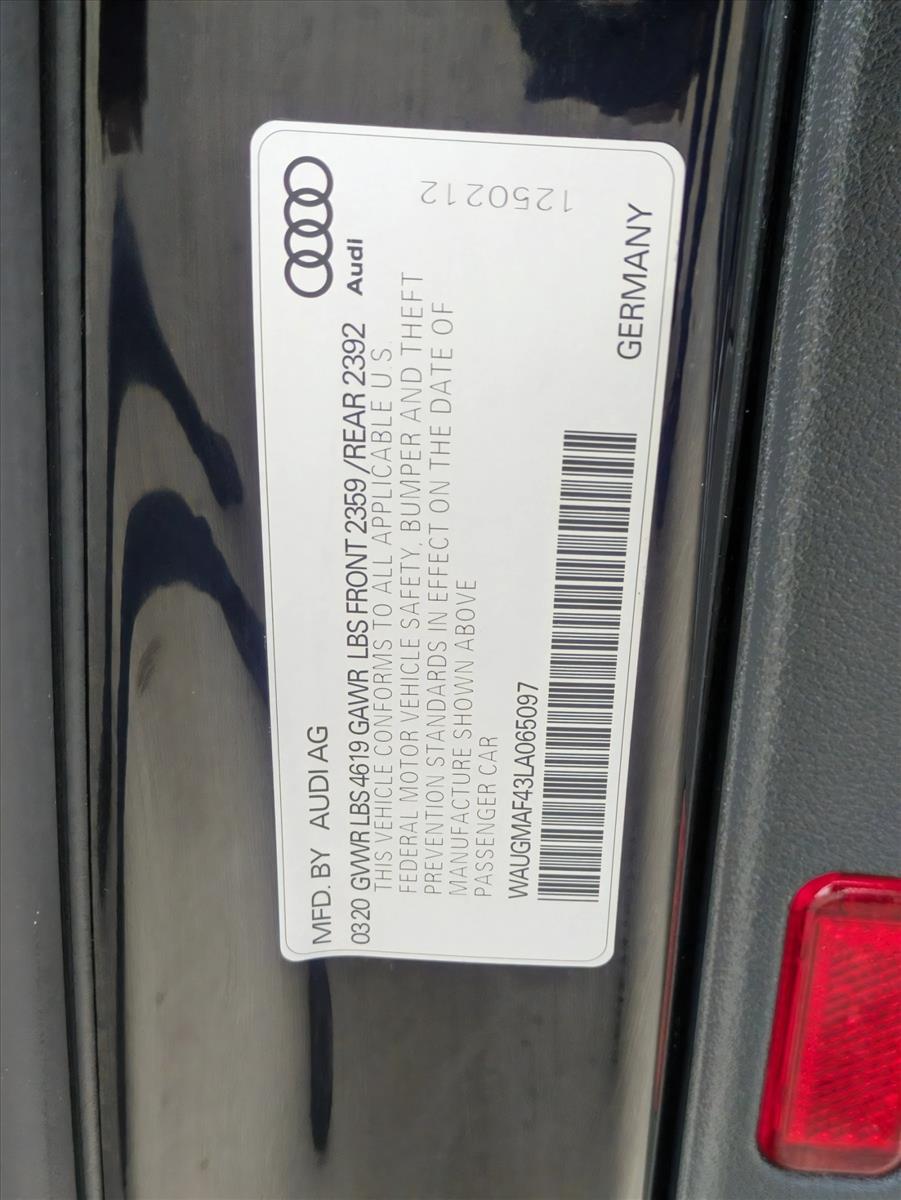 MFD. BY AUDI AG
Audi
0320 GVWR LBS 4619 GAWR LBS FRONT 2359 /REAR 2392
THIS VEHICLE CONFORMS TO ALL APPLICABLE U.S.
FEDERAL MOTOR VEHICLE SAFETY, BUMPER AND THEFT
PREVENTION STANDARDS IN EFFECT ON THE DATE OF
MANUFACTURE SHOWN ABOVE
PASSENGER CAR
1250212
WAUGMAF43LA065097
GERMANY